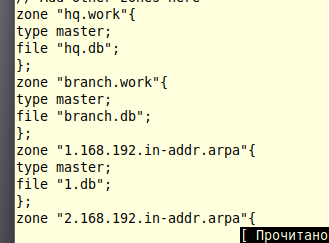 // Add other zones here
zone "hq.work"{
type master;
file "hq.db";
};
zone "branch.work"{
type master;
file "branch.db";
};
zone "1.168.192.in-addr.arpa"{
type master;
file "1.db";
};
zone "2.168.192.in-addr.arpa"{
[ Прочитано